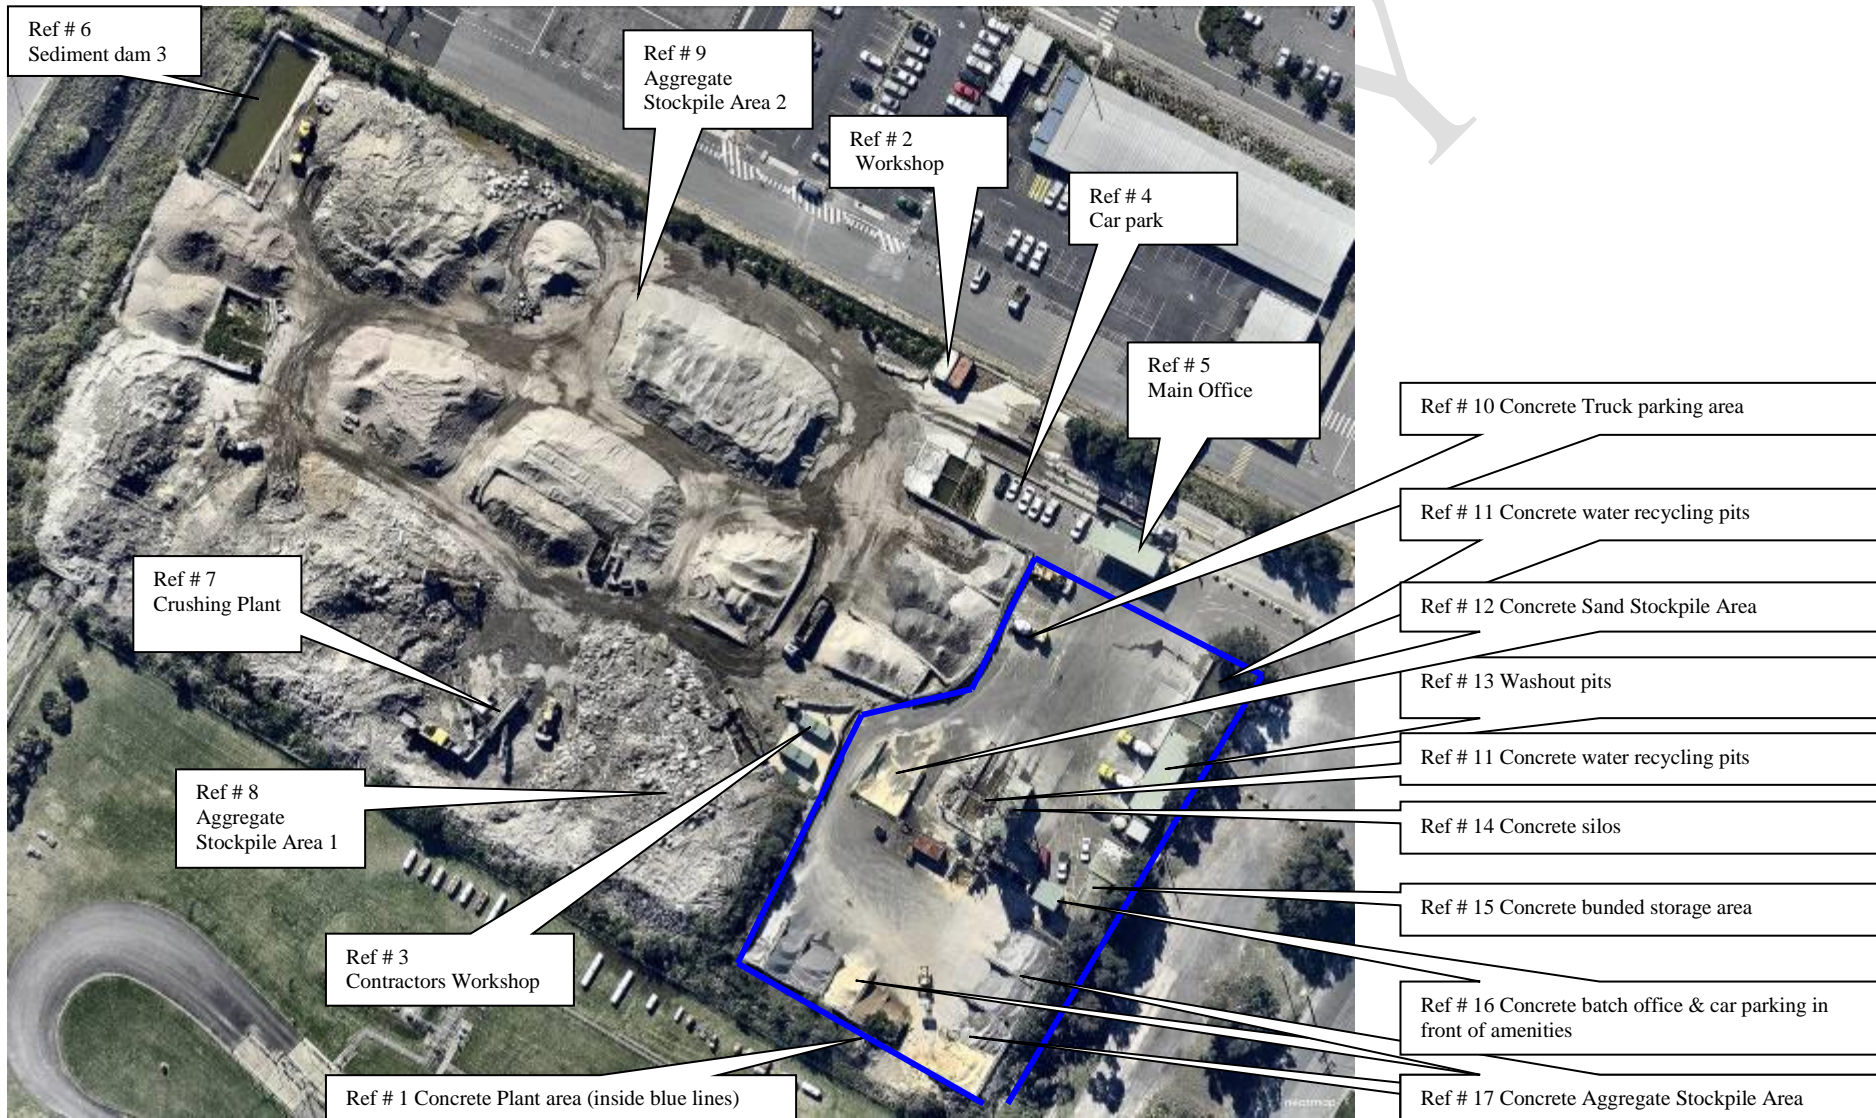 Y
Ref # 6
Sediment dam 3
Ref # 9
Aggregate
Stockpile Area 2
Ref # 2
Workshop
Ref # 4
Car park
Ref # 5
Main Office
Ref # 10 Concrete Truck parking area
Ref # 11 Concrete water recycling pits
Ref # 7
Crushing Plant
Ref # 12 Concrete Sand Stockpile Area
Ref # 13 Washout pits
Ref # 11 Concrete water recycling pits
Ref # 8
Aggregate
Stockpile Area 1
Ref # 14 Concrete silos
Ref # 15 Concrete bunded storage area
Ref # 3
Contractors Workshop
Ref # 16 Concrete batch office & car parking in
front of amenities
Ref # 1 Concrete Plant area (inside blue lines)
Ref # 17 Concrete Aggregate Stockpile Area
nearmap